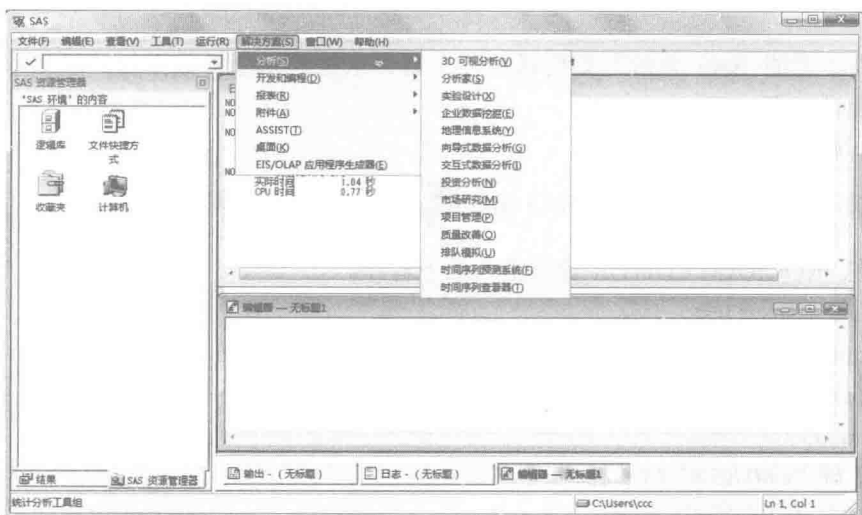 SAS
文件(F) 编辑(E) 查看(V) 工具(T) 运行(R) 解决方案(S) 窗口(W) 帮助(H)
SAS 资源管理器
'SAS 环境' 的内容
逻辑库
文件快捷方式
收藏夹
计算机
分析(S)
开发和编程(D)
报表(R)
附件(A)
ASSIST(T)
桌面(K)
EIS/OLAP 应用程序生成器(E)
3D 可视分析(V)
分析家(S)
实验设计(X)
企业数据挖掘(E)
地理信息系统(Y)
向导式数据分析(G)
交互式数据分析(I)
投资分析(N)
市场研究(M)
项目管理(P)
质量改善(Q)
排队模拟(U)
时间序列预测系统(F)
时间序列查看器(T)
NO
NO
NO
NO
实际时间 1.04 秒
CPU 时间 0.77 秒
编辑器 — 无标题1
结果
SAS 资源管理器
输出 - (无标题)
日志 - (无标题)
编辑器 — 无标题1
统计分析工具组
C:\Users\ccc
Ln 1, Col 1